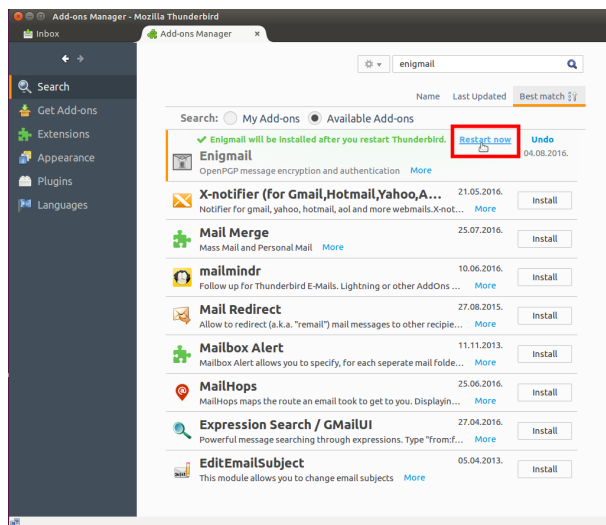 Add-ons Manager - Mozilla Thunderbird
Inbox
Add-ons Manager ×
enigmail
Search
Name Last Updated Best match
Get Add-ons
Search: My Add-ons Available Add-ons
Extensions
Enigmail will be installed after you restart Thunderbird. Restart now Undo
Enigmail 04.08.2016.
Appearance
OpenPGP message encryption and authentication More
Plugins
X-notifier (for Gmail,Hotmail,Yahoo,A... 21.05.2016.
Install
Languages
Notifier for gmail, yahoo, hotmail, aol and more webmails.X-not... More
Mail Merge 25.07.2016.
Install
Mass Mail and Personal Mail More
mailmindr 10.06.2016.
Install
Follow up for Thunderbird E-Mails. Lightning or other AddOns ... More
Mail Redirect 27.08.2015.
Install
Allow to redirect (a.k.a. "remail") mail messages to other recipie... More
Mailbox Alert 11.11.2013.
Install
Mailbox Alert allows you to specify, for each seperate mail folde... More
MailHops 25.06.2016.
Install
MailHops maps the route an email took to get to you. Displayin... More
Expression Search / GMailUI 27.04.2016.
Install
Powerful message searching through expressions. Type "from:f... More
EditEmailSubject 05.04.2013.
Install
This module allows you to change email subjects More